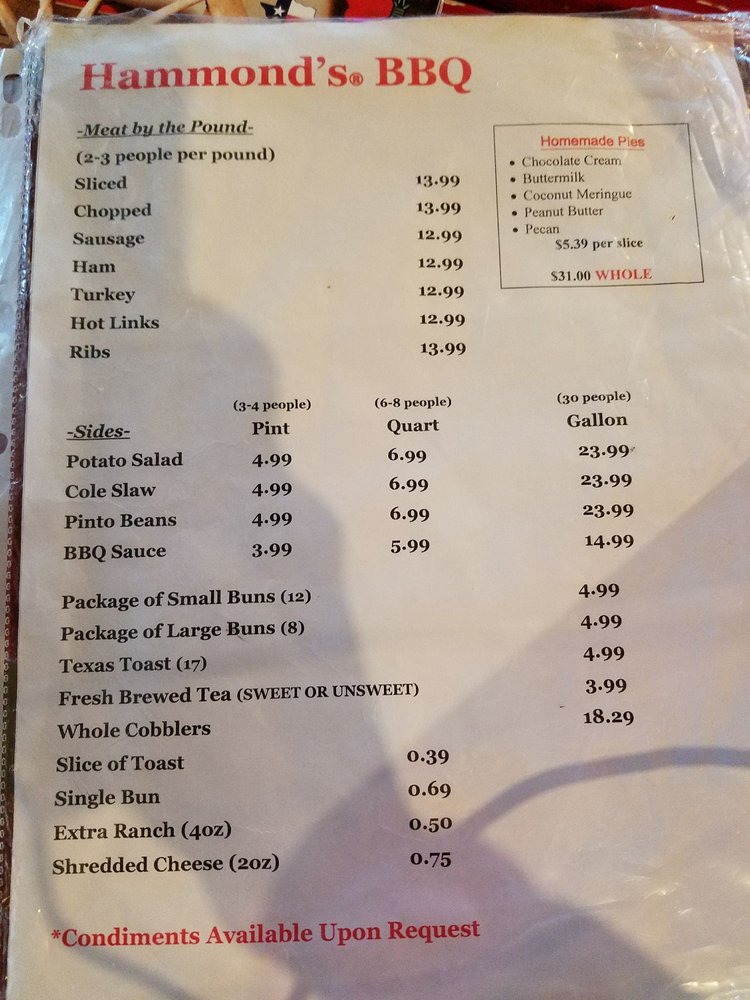 Hammond's® BBQ
-Meat by the Pound-
(2-3 people per pound)
Sliced 13.99
Chopped 13.99
Sausage 12.99
Ham 12.99
Turkey 12.99
Hot Links 12.99
Ribs 13.99
Homemade Pies
• Chocolate Cream
• Buttermilk
• Coconut Meringue
• Peanut Butter
• Pecan
$5.39 per slice
$31.00 WHOLE
(3-4 people) (6-8 people) (30 people)
-Sides- Pint Quart Gallon
Potato Salad 4.99 6.99 23.99
Cole Slaw 4.99 6.99 23.99
Pinto Beans 4.99 6.99 23.99
BBQ Sauce 3.99 5.99 14.99
Package of Small Buns (12) 4.99
Package of Large Buns (8) 4.99
Texas Toast (17) 4.99
Fresh Brewed Tea (SWEET OR UNSWEET) 3.99
Whole Cobblers 18.29
Slice of Toast 0.39
Single Bun 0.69
Extra Ranch (4oz) 0.50
Shredded Cheese (2oz) 0.75
*Condiments Available Upon Request